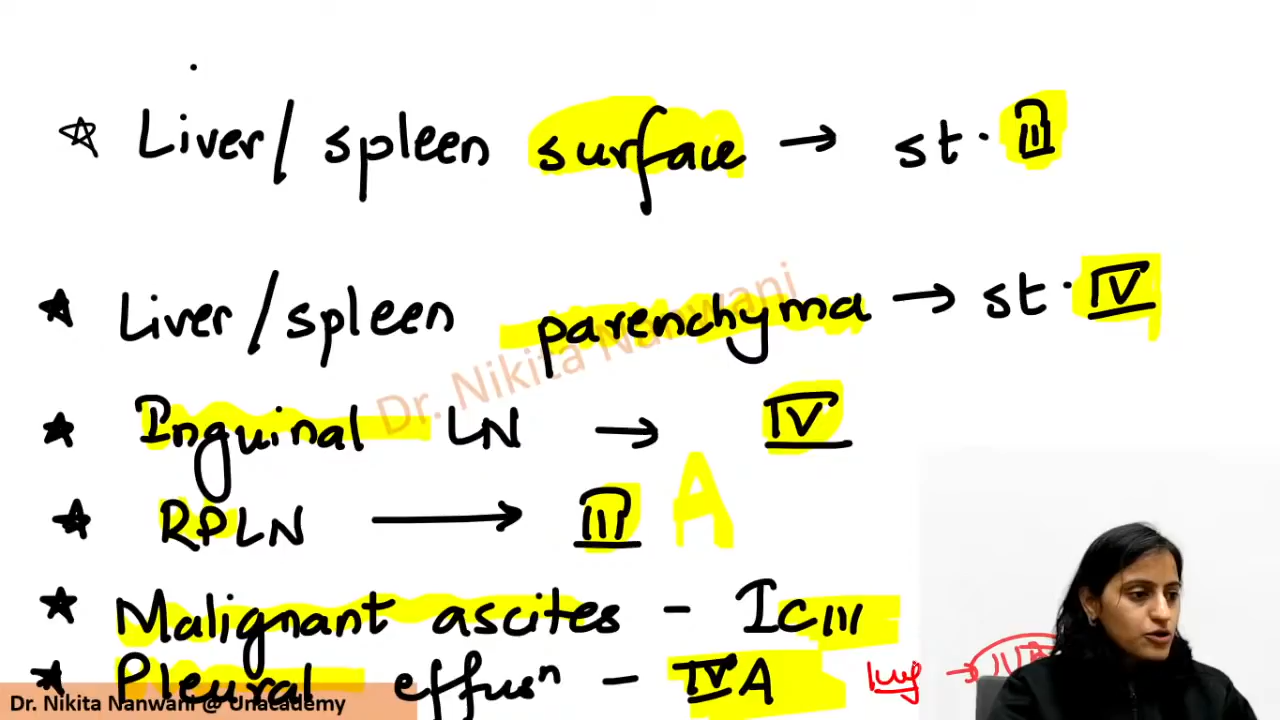 Liver/ spleen surface → st. III
Liver/spleen parenchyma → st. IV
Inguinal LN → IV
RPLN → III A
Malignant ascites - IC III
Pleural effusⁿ - IV A
Dr. Nikita Nanwani
Dr. Nikita Nanwani @ Unacademy